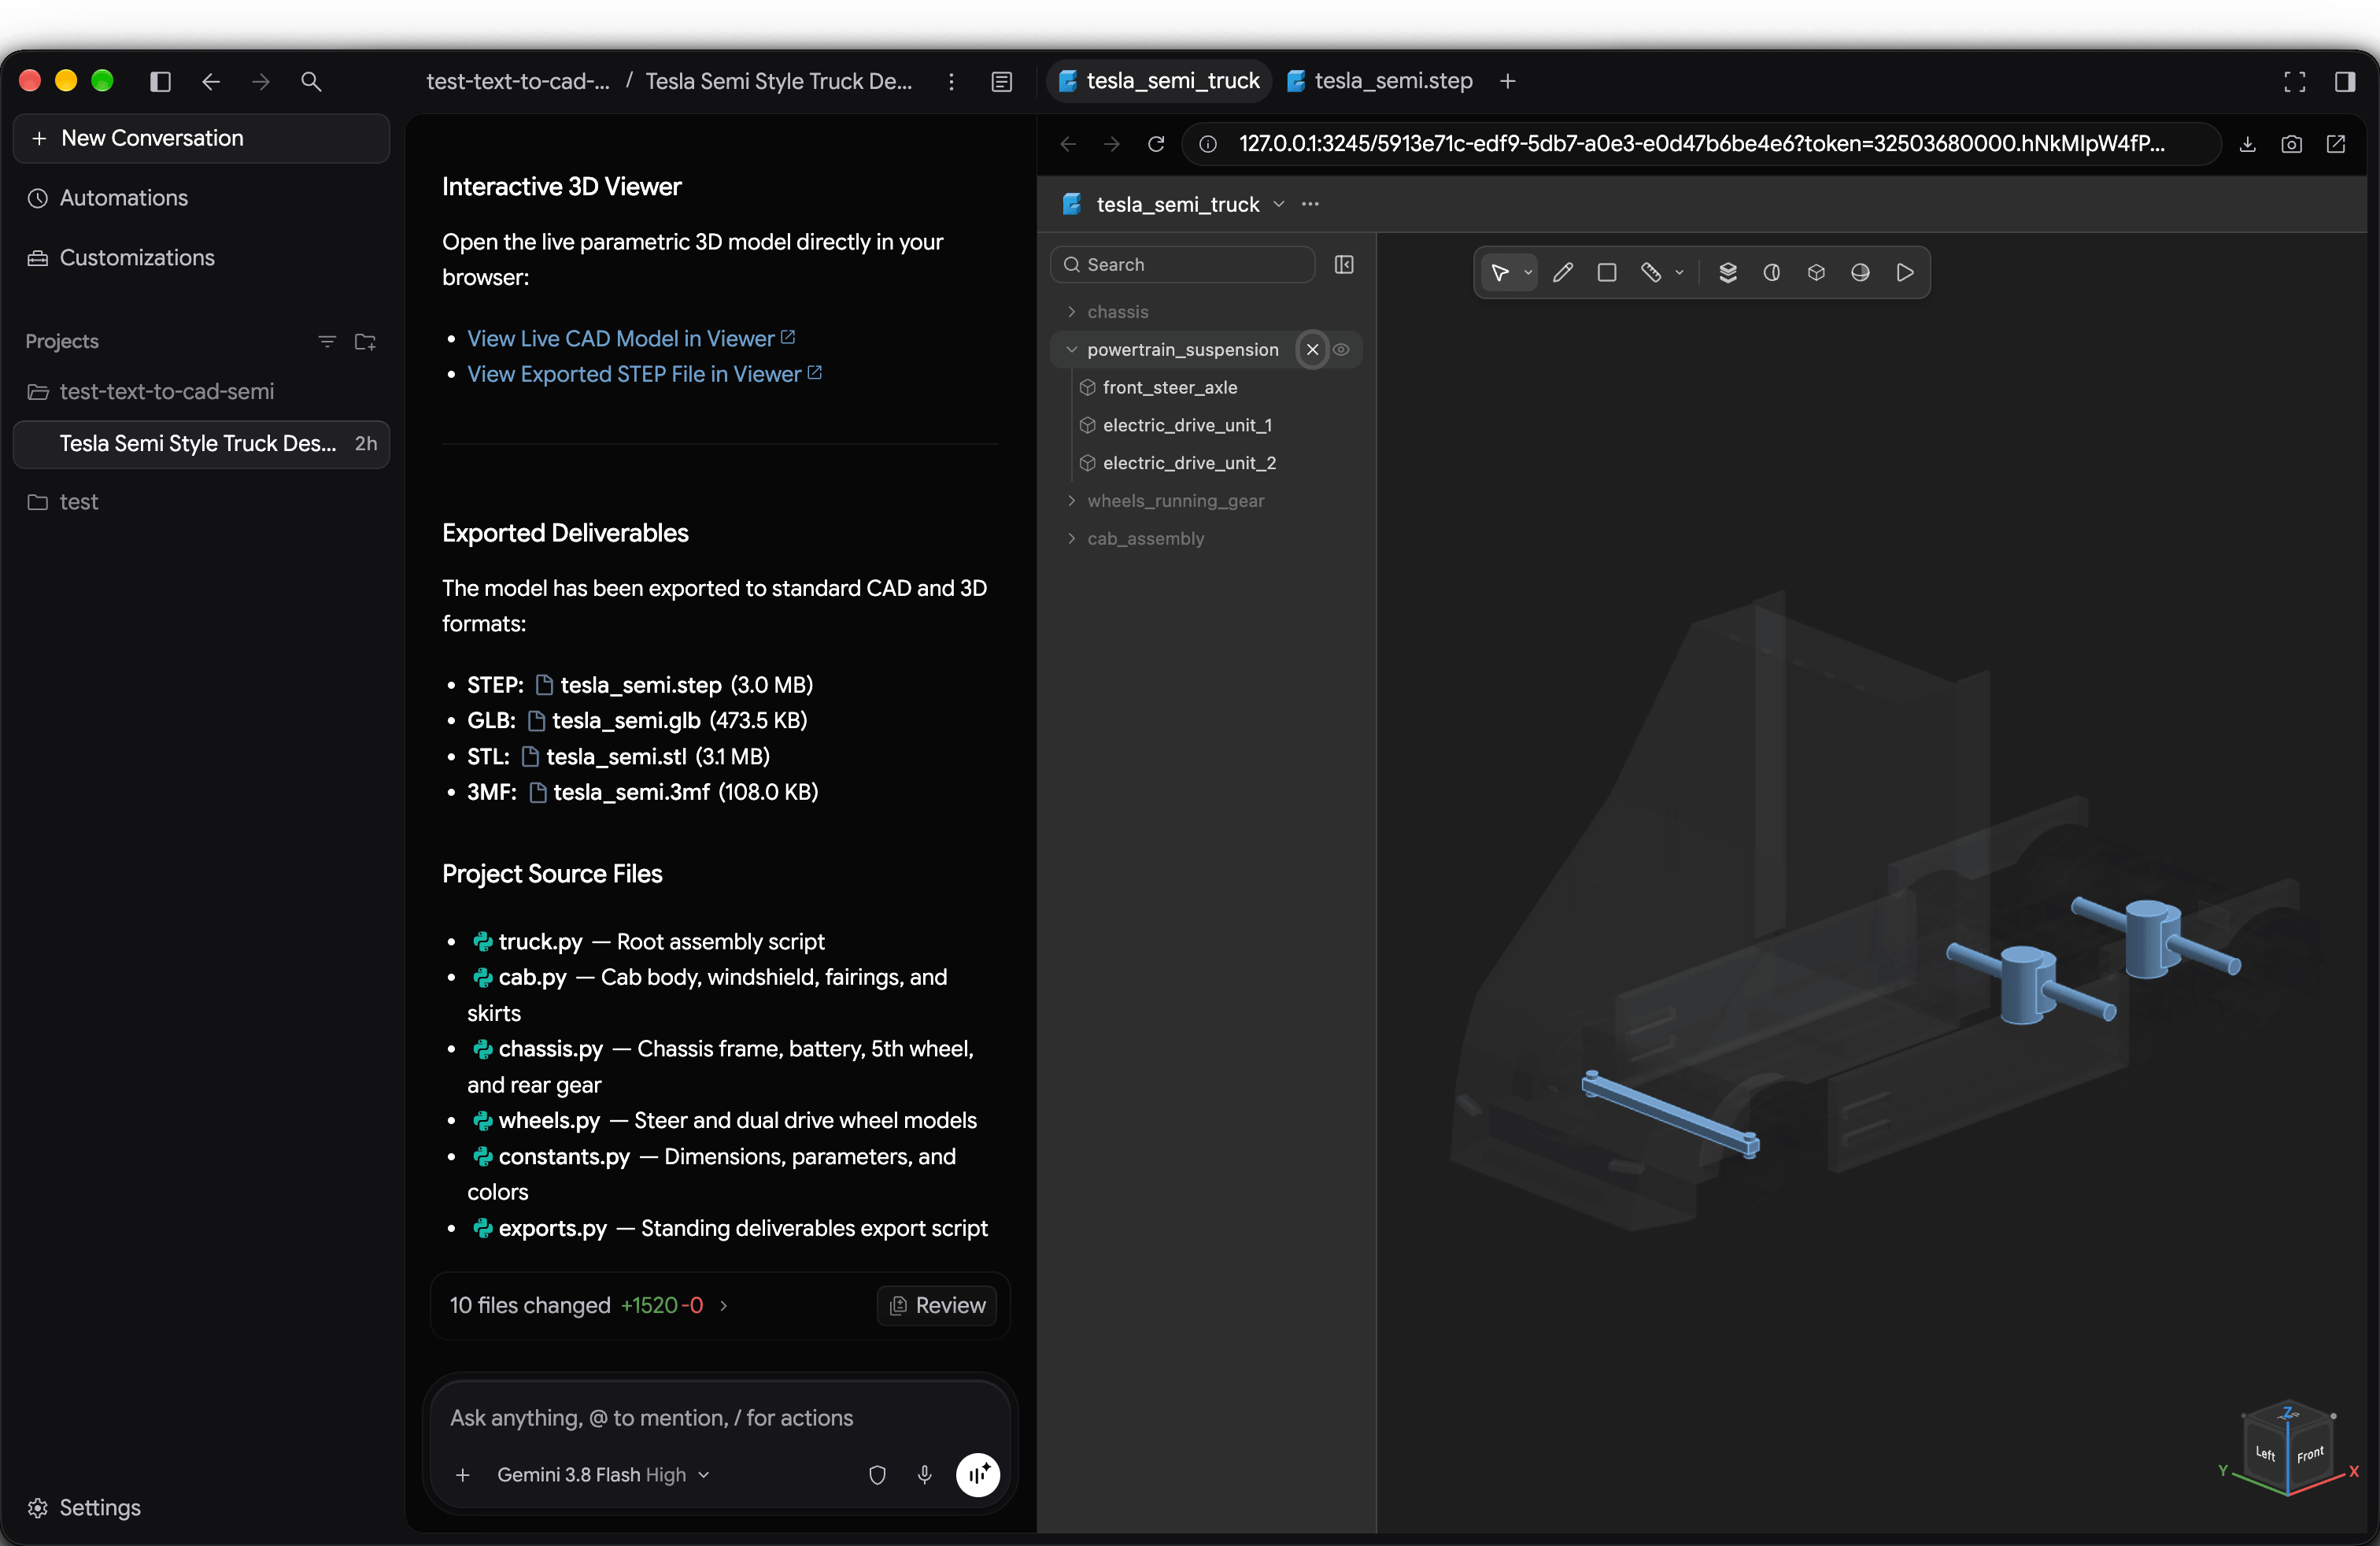 test-text-to-cad-... / Tesla Semi Style Truck De...
tesla_semi_truck
tesla_semi.step
New Conversation
Automations
Customizations
Projects
test-text-to-cad-semi
Tesla Semi Style Truck Des... 2h
test
Settings
Interactive 3D Viewer
Open the live parametric 3D model directly in your
browser:
• View Live CAD Model in Viewer
• View Exported STEP File in Viewer
Exported Deliverables
The model has been exported to standard CAD and 3D
formats:
• STEP: tesla_semi.step (3.0 MB)
• GLB: tesla_semi.glb (473.5 KB)
• STL: tesla_semi.stl (3.1 MB)
• 3MF: tesla_semi.3mf (108.0 KB)
Project Source Files
• truck.py — Root assembly script
• cab.py — Cab body, windshield, fairings, and
skirts
• chassis.py — Chassis frame, battery, 5th wheel,
and rear gear
• wheels.py — Steer and dual drive wheel models
• constants.py — Dimensions, parameters, and
colors
• exports.py — Standing deliverables export script
10 files changed +1520 -0
Review
Ask anything, @ to mention, / for actions
Gemini 3.8 Flash High
127.0.0.1:3245/5913e71c-edf9-5db7-a0e3-e0d47b6be4e6?token=32503680000.hNkMIpW4fP...
tesla_semi_truck
Search
chassis
powertrain_suspension
front_steer_axle
electric_drive_unit_1
electric_drive_unit_2
wheels_running_gear
cab_assembly
Z
Left
Front
Y
X